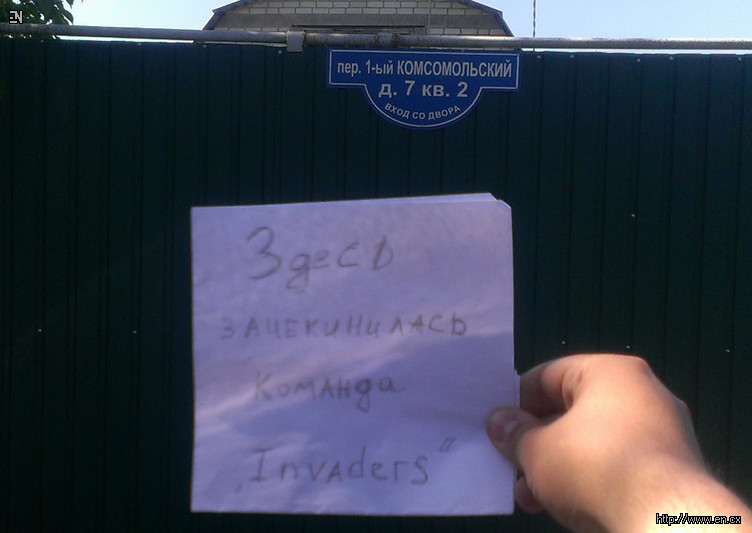 EN
пер. 1-ый КОМСОМОЛЬСКИЙ
д. 7 кв. 2
ВХОД СО ДВОРА
Здесь
зачекинилась
команда
„Invaders“
http://www.en.cx